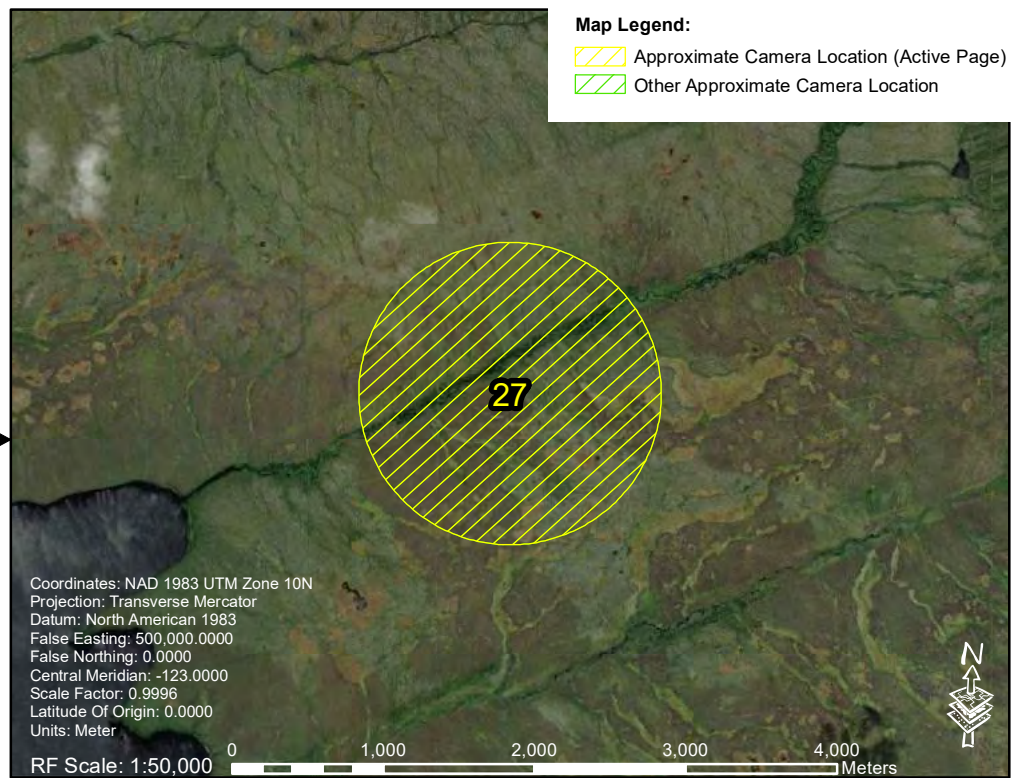 Map Legend:
Approximate Camera Location (Active Page)
Other Approximate Camera Location
27
Coordinates: NAD 1983 UTM Zone 10N
Projection: Transverse Mercator
Datum: North American 1983
False Easting: 500,000.0000
False Northing: 0.0000
Central Meridian: -123.0000
Scale Factor: 0.9996
Latitude Of Origin: 0.0000
Units: Meter
RF Scale: 1:50,000
0 1,000 2,000 3,000 4,000
Meters
N